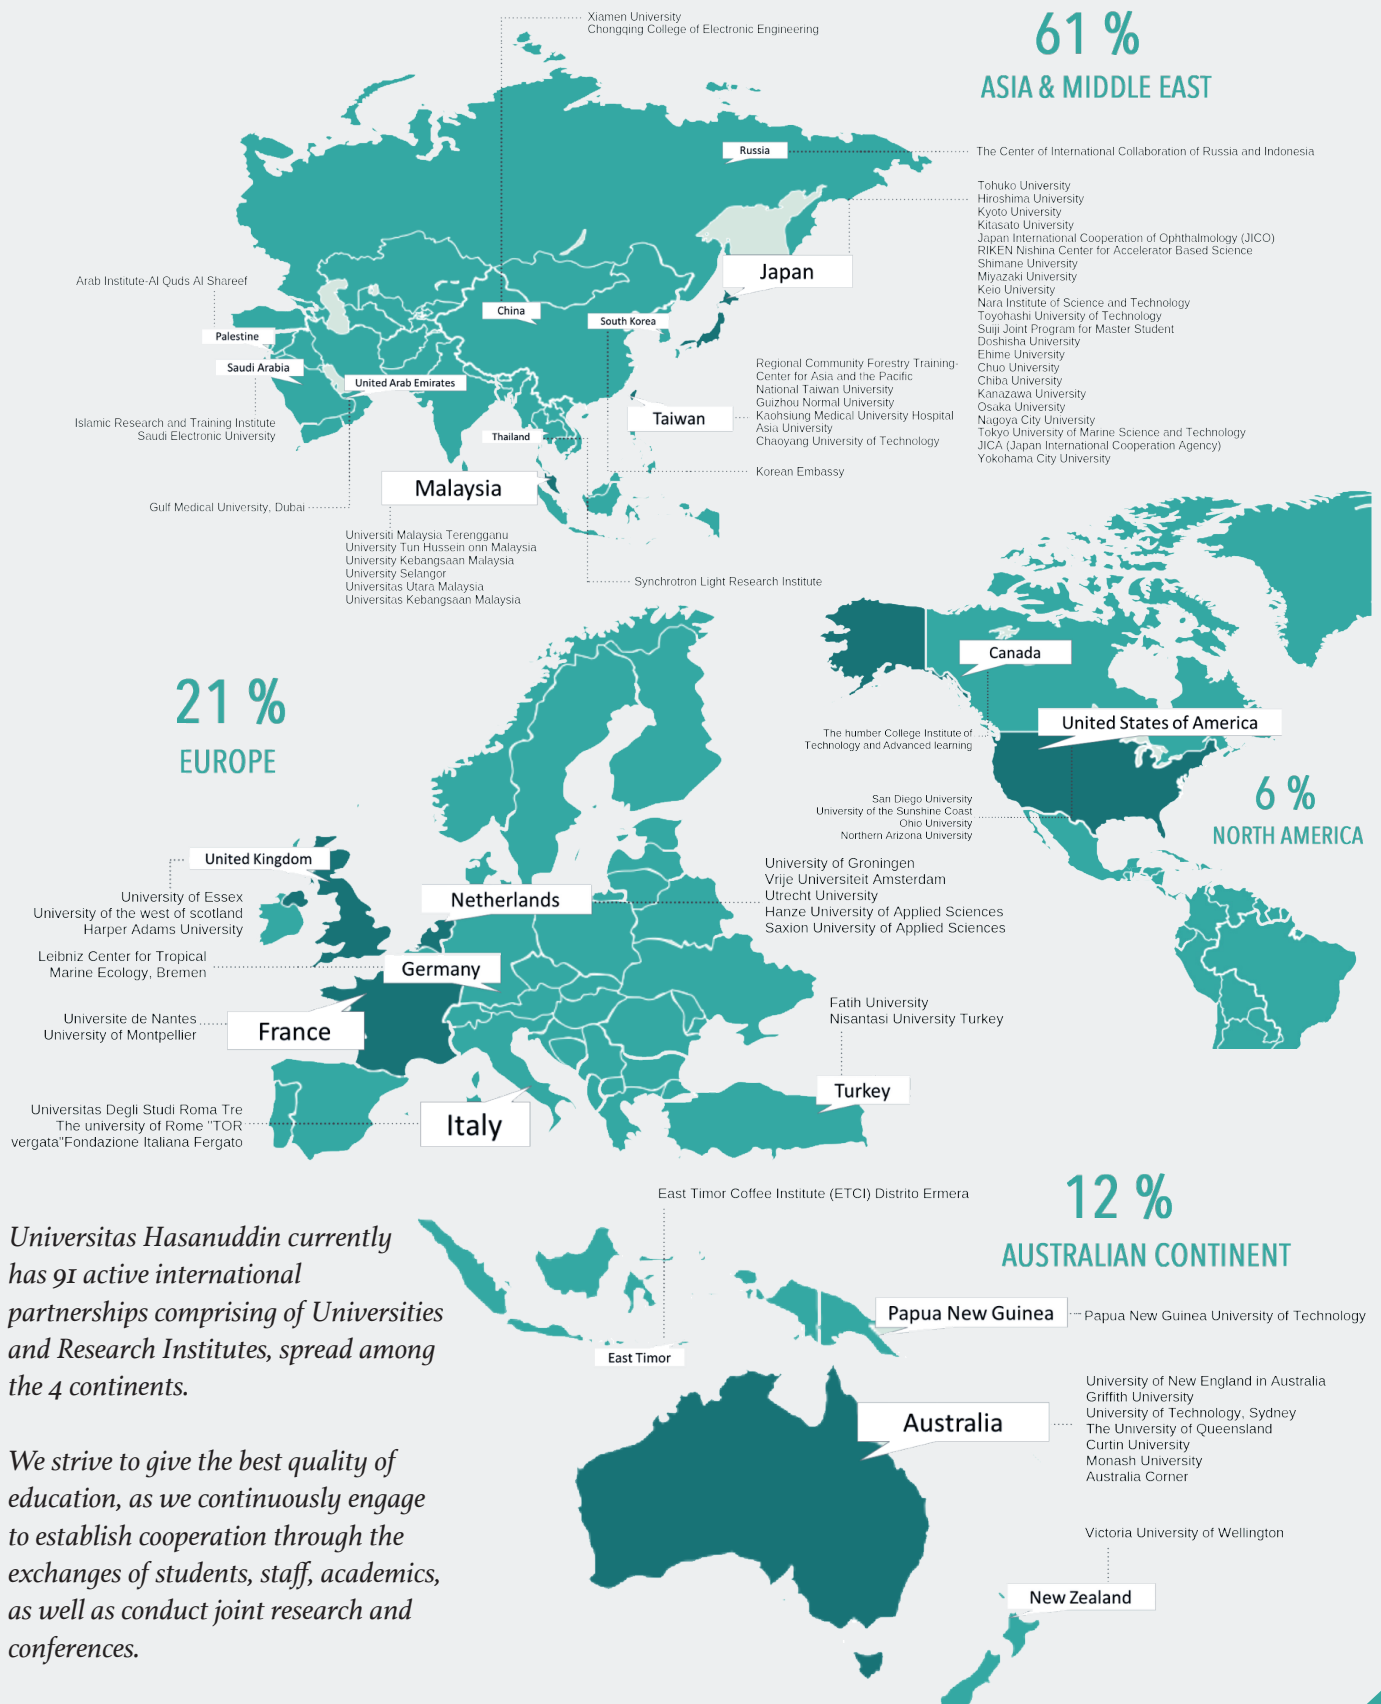 Xiamen University
Chongqing College of Electronic Engineering
61 %
ASIA & MIDDLE EAST
Russia
The Center of International Collaboration of Russia and Indonesia
Tohuko University
Hiroshima University
Kyoto University
Kitasato University
Japan International Cooperation of Ophthalmology (JICO)
RIKEN Nishina Center for Accelerator Based Science
Shimane University
Miyazaki University
Keio University
Nara Institute of Science and Technology
Toyohashi University of Technology
Suiji Joint Program for Master Student
Doshisha University
Ehime University
Chuo University
Chiba University
Kanazawa University
Osaka University
Nagoya City University
Tokyo University of Marine Science and Technology
JICA (Japan International Cooperation Agency)
Yokohama City University
Japan
Arab Institute-Al Quds Al Shareef
China
South Korea
Palestine
Saudi Arabia
United Arab Emirates
Regional Community Forestry Training-
Center for Asia and the Pacific
National Taiwan University
Guizhou Normal University
Kaohsiung Medical University Hospital
Asia University
Chaoyang University of Technology
Taiwan
Islamic Research and Training Institute
Saudi Electronic University
Thailand
Korean Embassy
Malaysia
Gulf Medical University, Dubai
Universiti Malaysia Terengganu
University Tun Hussein onn Malaysia
University Kebangsaan Malaysia
University Selangor
Universitas Utara Malaysia
Universitas Kebangsaan Malaysia
Synchrotron Light Research Institute
Canada
21 %
EUROPE
United States of America
The humber College Institute of
Technology and Advanced learning
6 %
NORTH AMERICA
San Diego University
University of the Sunshine Coast
Ohio University
Northern Arizona University
United Kingdom
University of Essex
University of the west of scotland
Harper Adams University
Netherlands
University of Groningen
Vrije Universiteit Amsterdam
Utrecht University
Hanze University of Applied Sciences
Saxion University of Applied Sciences
Leibniz Center for Tropical
Marine Ecology, Bremen
Germany
Universite de Nantes
University of Montpellier
France
Fatih University
Nisantasi University Turkey
Turkey
Universitas Degli Studi Roma Tre
The university of Rome "TOR
vergata"Fondazione Italiana Fergato
Italy
East Timor Coffee Institute (ETCI) Distrito Ermera
12 %
AUSTRALIAN CONTINENT
Universitas Hasanuddin currently
has 91 active international
partnerships comprising of Universities
and Research Institutes, spread among
the 4 continents.
We strive to give the best quality of
education, as we continuously engage
to establish cooperation through the
exchanges of students, staff, academics,
as well as conduct joint research and
conferences.
Papua New Guinea
Papua New Guinea University of Technology
East Timor
Australia
University of New England in Australia
Griffith University
University of Technology, Sydney
The University of Queensland
Curtin University
Monash University
Australia Corner
Victoria University of Wellington
New Zealand